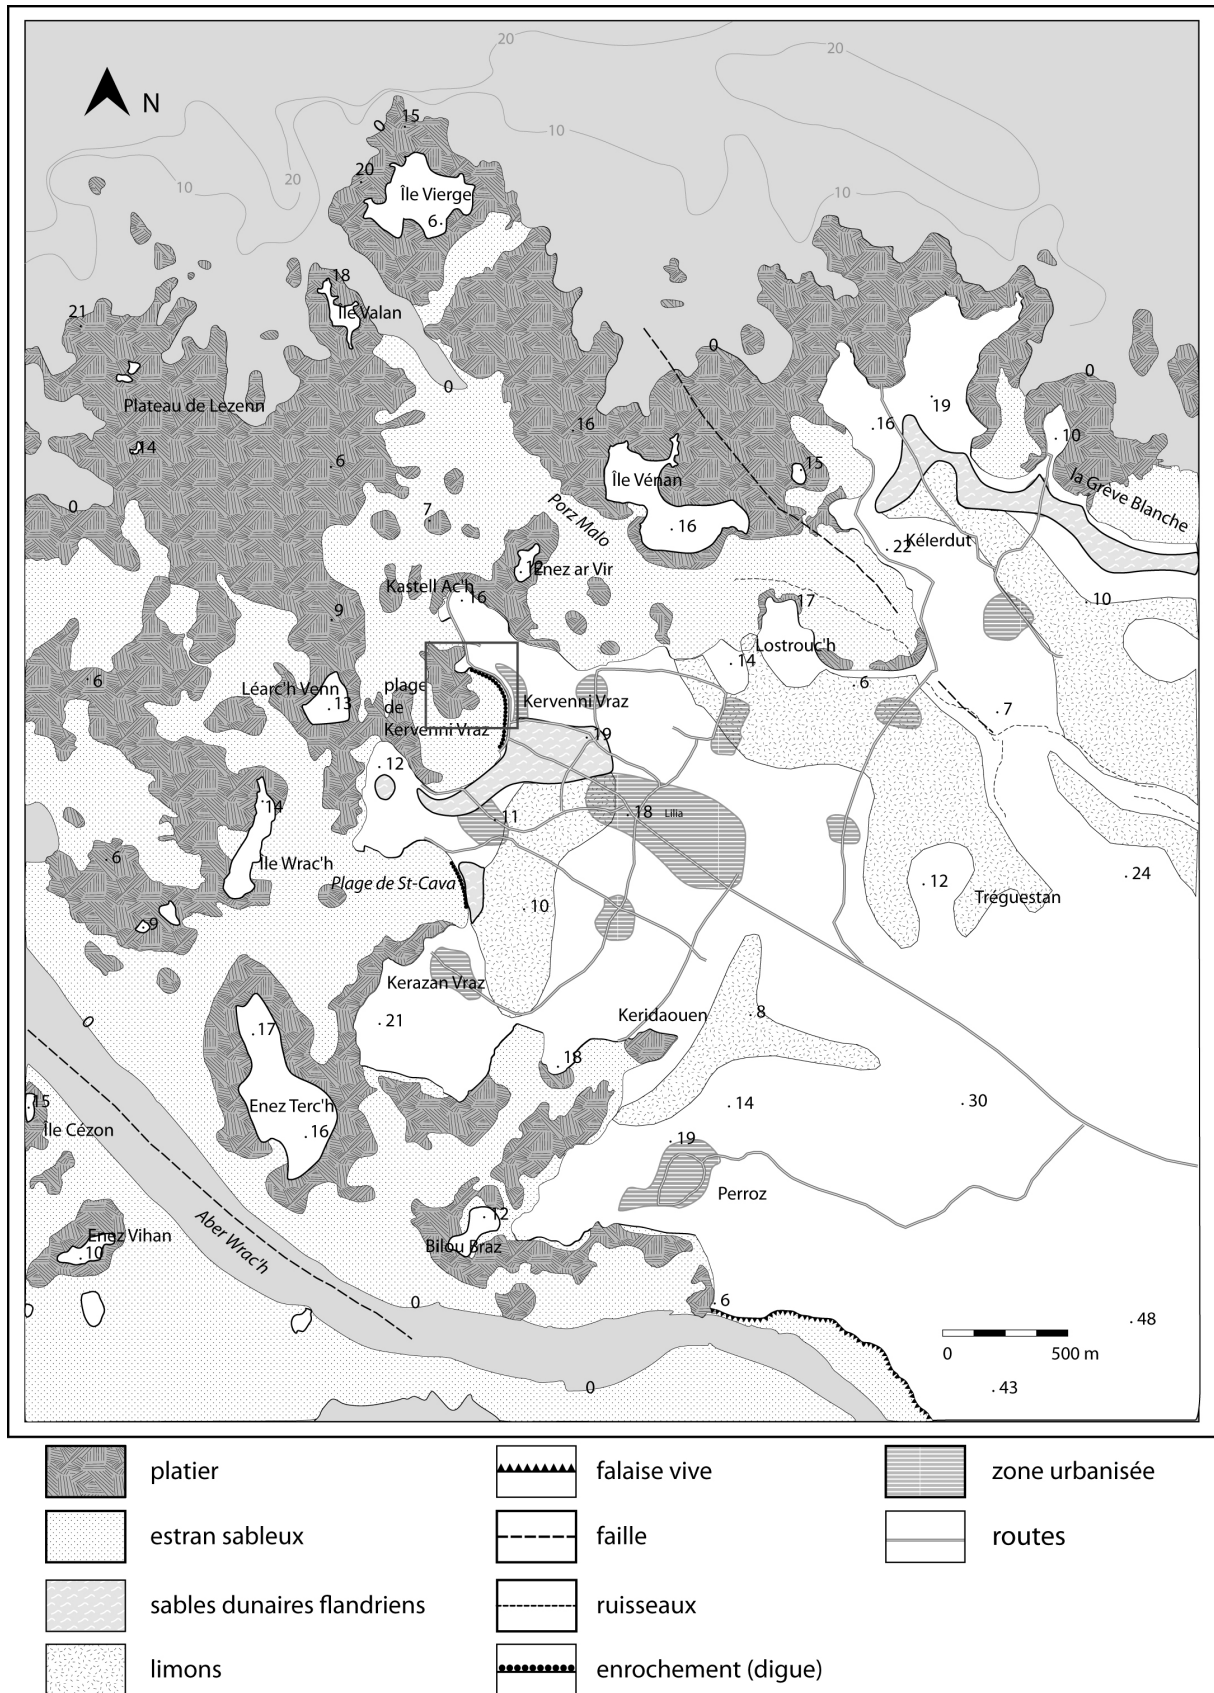 20
20
N
15
0
10
20
10
20
Île Vierge
10
6
18
21
Île Valan
0
0
0
Plateau de Lezenn
19
16
16
10
14
6
15
la Grève Blanche
Île Vénan
0
7
Porz Malo
16
Kélerdut
22
12
Enez ar Vir
Kastell Ac'h
16
17
10
9
Lostrouc'h
14
6
6
Léarc'h Venn
plage
de
Kervenni Vraz
13
Kervenni Vraz
7
19
12
14
11
18
Lilia
6
Île Wrac'h
24
12
Plage de St-Cava
Tréguestan
10
9
Kerazan Vraz
8
Keridaouen
21
0
17
18
15
Enez Terc'h
14
30
Île Cézon
16
19
Perroz
12
Enez Vihan
Aber Wrac'h
Bilou Braz
10
0
6
48
0
500 m
0
43
platier
falaise vive
zone urbanisée
estran sableux
faille
routes
sables dunaires flandriens
ruisseaux
limons
enrochement (digue)